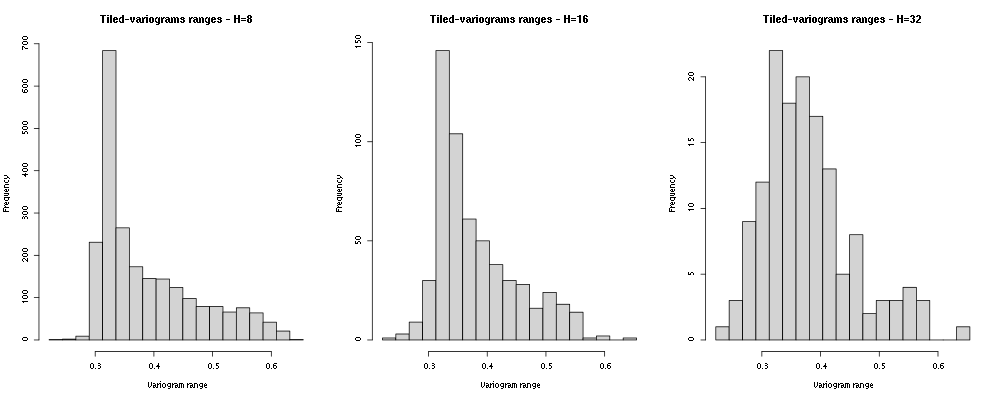 Tiled-variograms ranges - H=8
Frequency
700
600
500
400
300
200
100
0
0.3 0.4 0.5 0.6
Variogram range
Tiled-variograms ranges - H=16
Frequency
150
100
50
0
0.3 0.4 0.5 0.6
Variogram range
Tiled-variograms ranges - H=32
Frequency
20
15
10
5
0
0.3 0.4 0.5 0.6
Variogram range